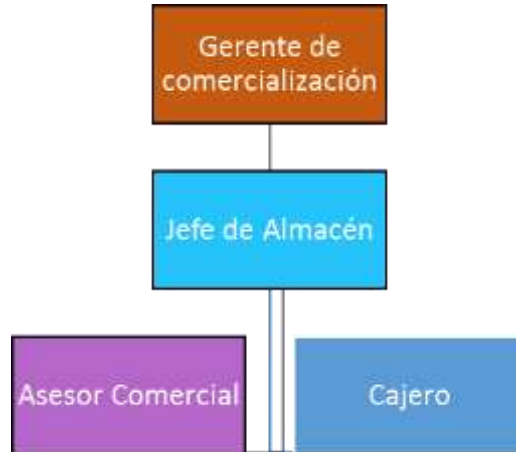 Gerente de
comercialización
Jefe de Almacén
Asesor Comercial
Cajero